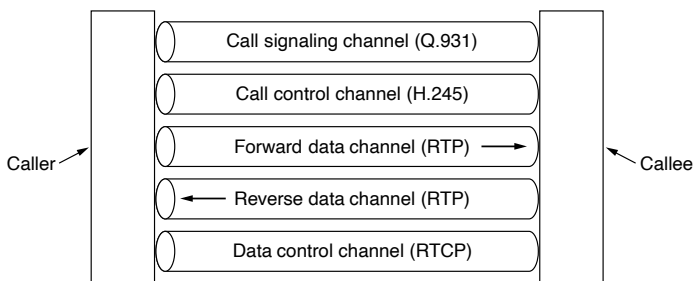 Call signaling channel (Q.931)
Call control channel (H.245)
Forward data channel (RTP)
Caller
Callee
Reverse data channel (RTP)
Data control channel (RTCP)